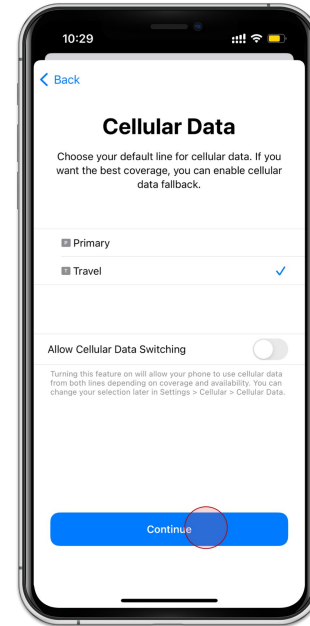 10:29
Back
Cellular Data
Choose your default line for cellular data. If you
want the best coverage, you can enable cellular
data fallback.
P Primary
T Travel
Allow Cellular Data Switching
Turning this feature on will allow your phone to use cellular data
from both lines depending on coverage and availability. You can
change your selection later in Settings > Cellular > Cellular Data.
Continue